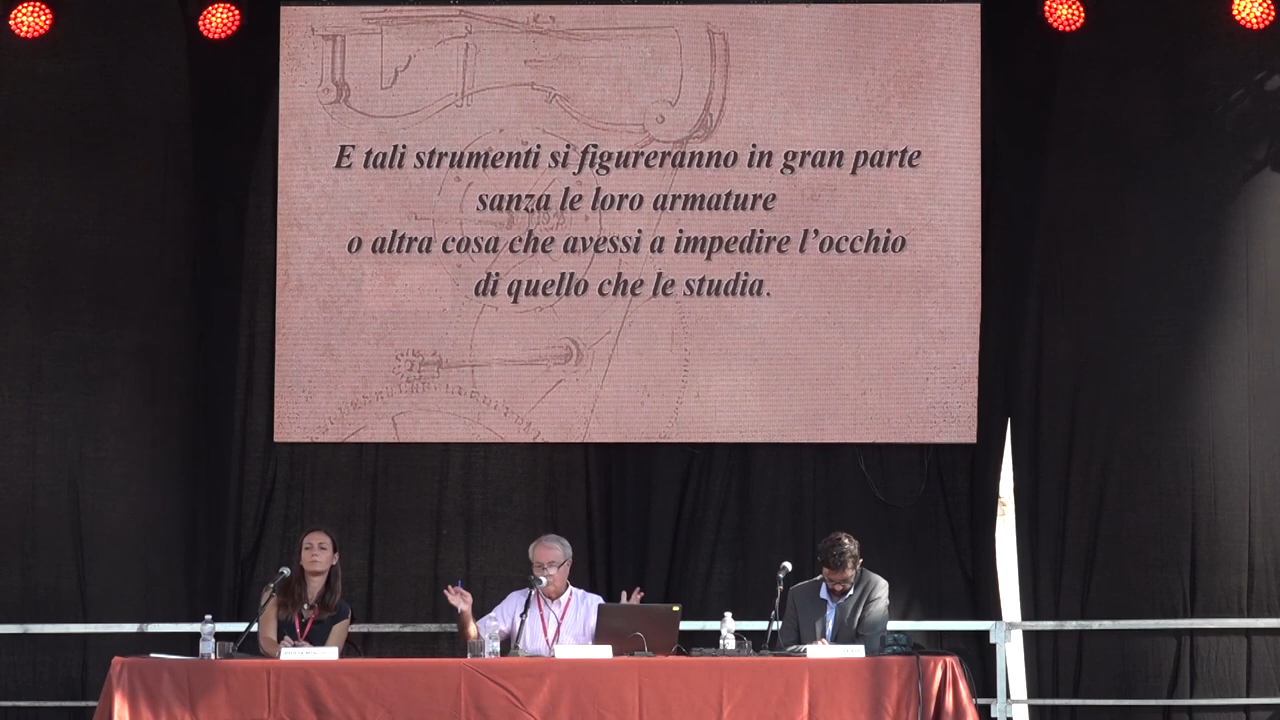 E tali strumenti si figureranno in gran parte
sanza le loro armature
o altra cosa che avessi a impedire l'occhio
di quello che le studia.